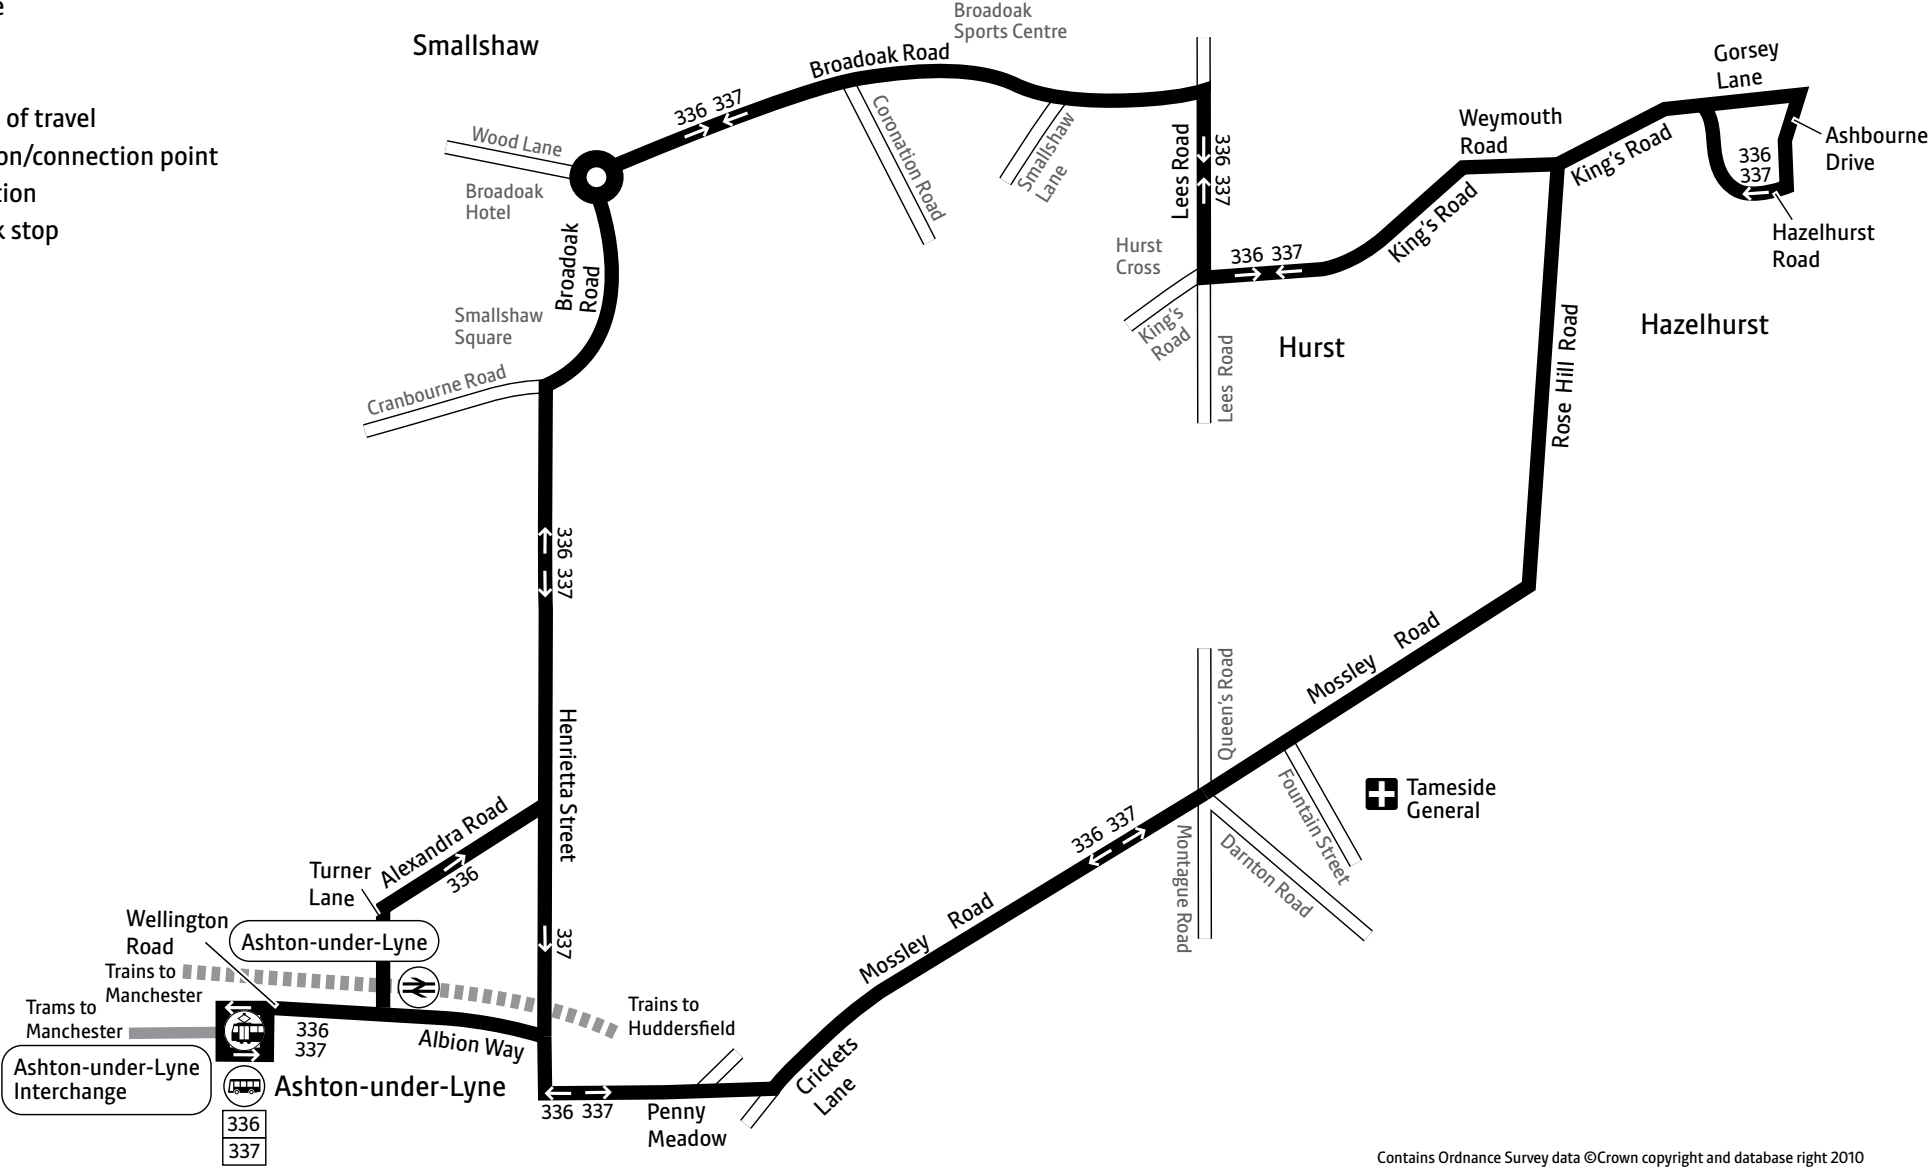 e
Smallshaw
Broadoak
Sports Centre
Broadoak Road
Gorsey
Lane
of travel
on/connection point
tion
k stop
336 337
Wood Lane
Broadoak
Hotel
Coronation Road
Smallshaw
Lane
Lees Road
336 337
Weymouth
Road
King's Road
336
337
Ashbourne
Drive
Hazelhurst
Road
Broadoak
Road
Hurst
Cross
336 337
King's Road
King's
Road
Hurst
Hazelhurst
Smallshaw
Square
Cranbourne Road
Lees Road
Rose Hill Road
336 337
Henrietta Street
Mossley Road
Queen's Road
Fountain Street
Tameside
General
336 337
Montague Road
Darnton Road
Mossley Road
Alexandra Road
336
Turner
Lane
Wellington
Road
Ashton-under-Lyne
337
Trains to
Manchester
Trams to
Manchester
336
337
Albion Way
Trains to
Huddersfield
Ashton-under-Lyne
Interchange
Ashton-under-Lyne
336
337
336 337
Penny
Meadow
Crickets
Lane
Contains Ordnance Survey data ©Crown copyright and database right 2010